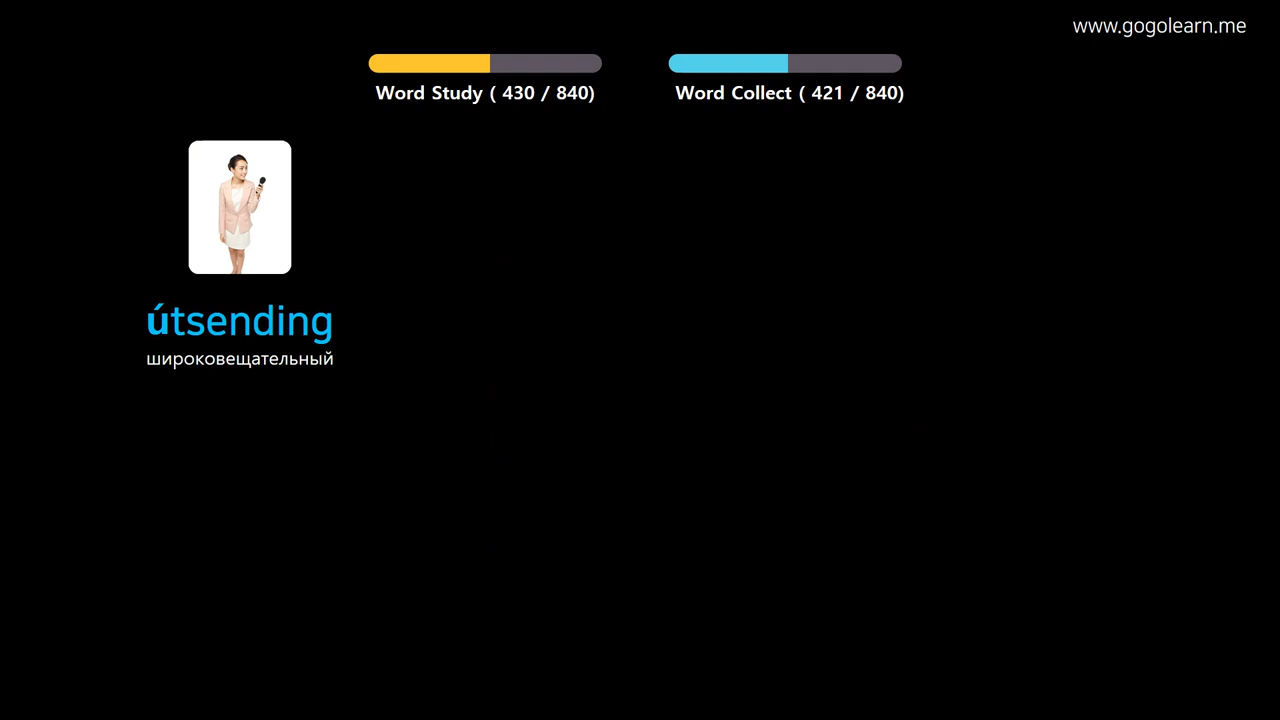 www.gogolearn.me
Word Study ( 430 / 840)
Word Collect ( 421 / 840)
útsending
широковещательный